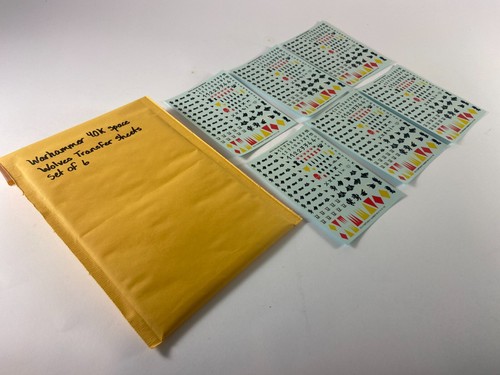 Warhammer 40K Space
Wolves Transfer Sheets
Set of 6